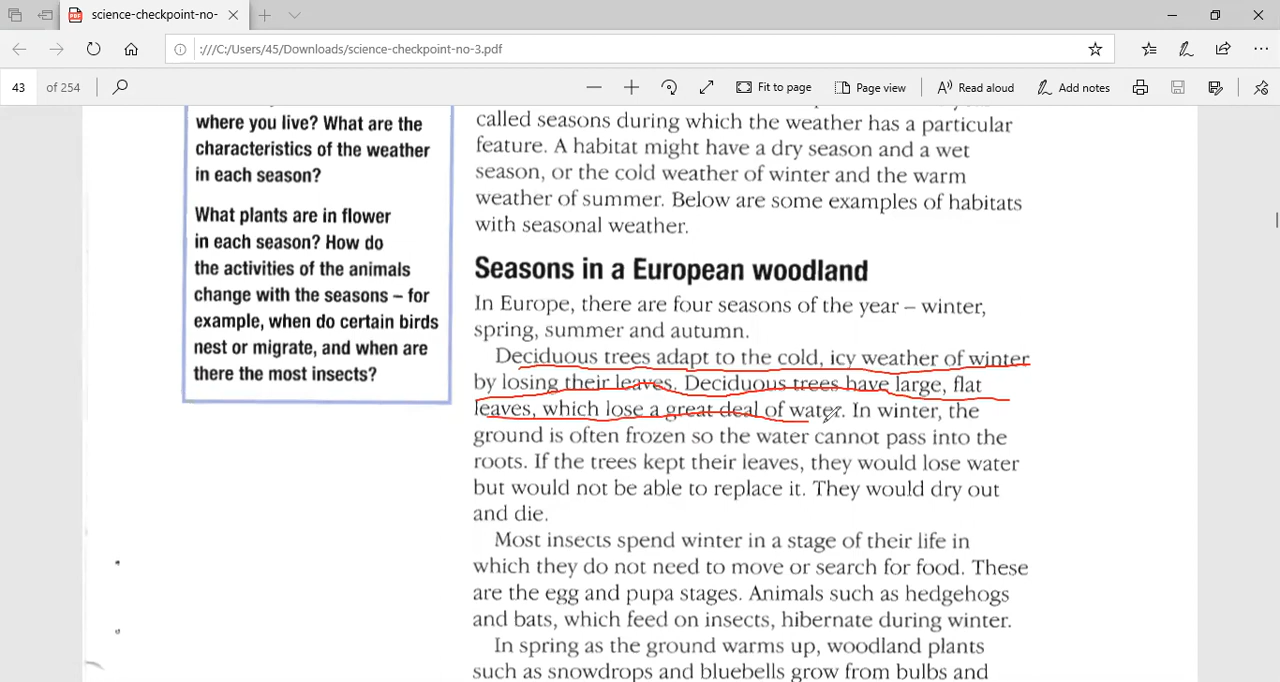 science-checkpoint-no-
:///C:/Users/45/Downloads/science-checkpoint-no-3.pdf
43 of 254
Fit to page
Page view
Read aloud
Add notes
where you live? What are the
characteristics of the weather
in each season?
What plants are in flower
in each season? How do
the activities of the animals
change with the seasons – for
example, when do certain birds
nest or migrate, and when are
there the most insects?
called seasons during which the weather has a particular
feature. A habitat might have a dry season and a wet
season, or the cold weather of winter and the warm
weather of summer. Below are some examples of habitats
with seasonal weather.
Seasons in a European woodland
In Europe, there are four seasons of the year – winter,
spring, summer and autumn.
Deciduous trees adapt to the cold, icy weather of winter
by losing their leaves. Deciduous trees have large, flat
leaves, which lose a great deal of water. In winter, the
ground is often frozen so the water cannot pass into the
roots. If the trees kept their leaves, they would lose water
but would not be able to replace it. They would dry out
and die.
Most insects spend winter in a stage of their life in
which they do not need to move or search for food. These
are the egg and pupa stages. Animals such as hedgehogs
and bats, which feed on insects, hibernate during winter.
In spring as the ground warms up, woodland plants
such as snowdrops and bluebells grow from bulbs and